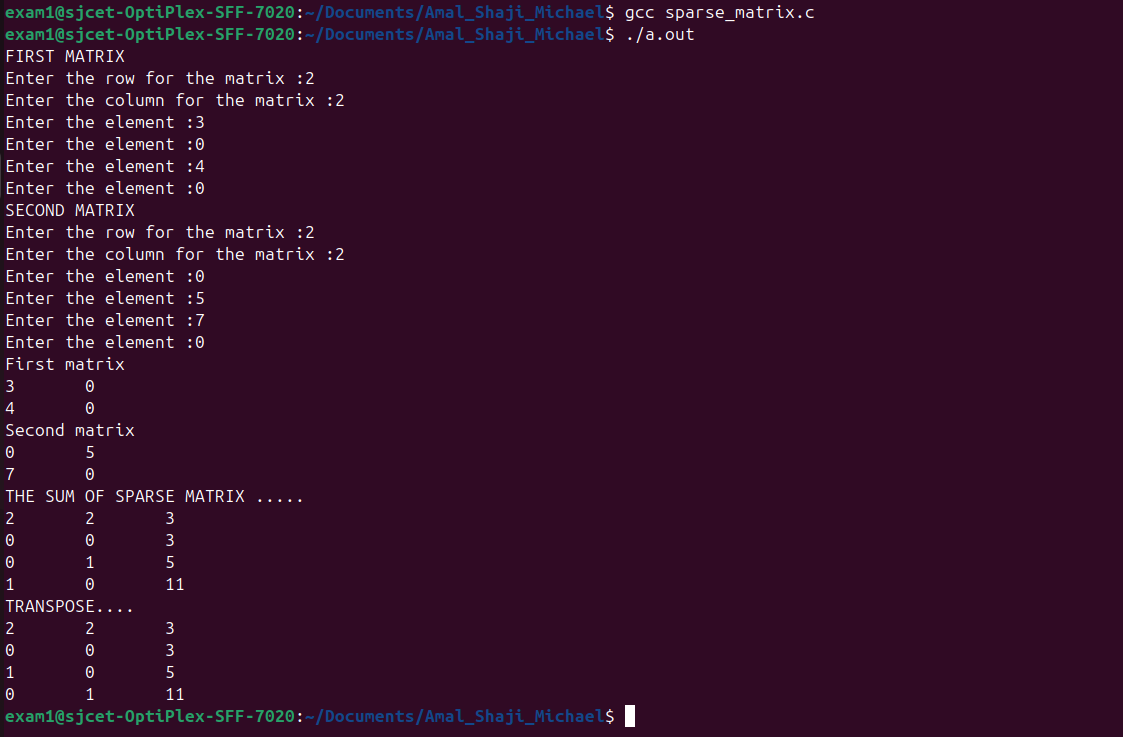 exam1@sjcet-OptiPlex-SFF-7020:~/Documents/Amal_Shaji_Michael$ gcc sparse_matrix.c
exam1@sjcet-OptiPlex-SFF-7020:~/Documents/Amal_Shaji_Michael$ ./a.out
FIRST MATRIX
Enter the row for the matrix :2
Enter the column for the matrix :2
Enter the element :3
Enter the element :0
Enter the element :4
Enter the element :0
SECOND MATRIX
Enter the row for the matrix :2
Enter the column for the matrix :2
Enter the element :0
Enter the element :5
Enter the element :7
Enter the element :0
First matrix
3       0
4       0
Second matrix
0       5
7       0
THE SUM OF SPARSE MATRIX .....
2       2       3
0       0       3
0       1       5
1       0       11
TRANSPOSE....
2       2       3
0       0       3
1       0       5
0       1       11
exam1@sjcet-OptiPlex-SFF-7020:~/Documents/Amal_Shaji_Michael$